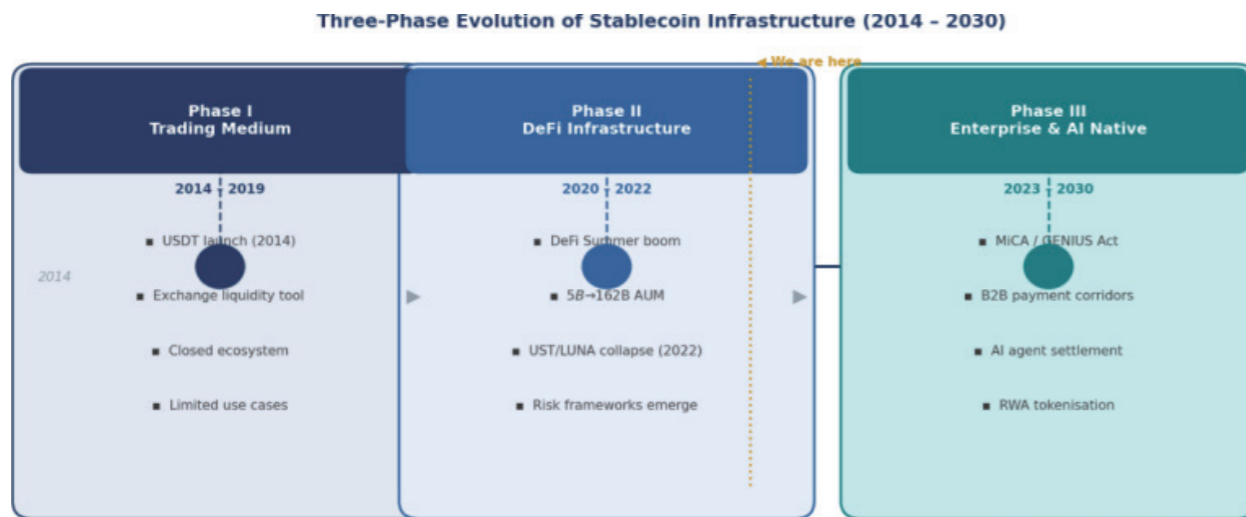 Three-Phase Evolution of Stablecoin Infrastructure (2014 – 2030)
◄ We are here
Phase I
Trading Medium
2014 – 2019
▪ USDT launch (2014)
2014
▪ Exchange liquidity tool
▪ Closed ecosystem
▪ Limited use cases
Phase II
DeFi Infrastructure
2020 – 2022
▪ DeFi Summer boom
▪ 5B→162B AUM
▪ UST/LUNA collapse (2022)
▪ Risk frameworks emerge
Phase III
Enterprise & AI Native
2023 – 2030
▪ MiCA / GENIUS Act
▪ B2B payment corridors
▪ AI agent settlement
▪ RWA tokenisation